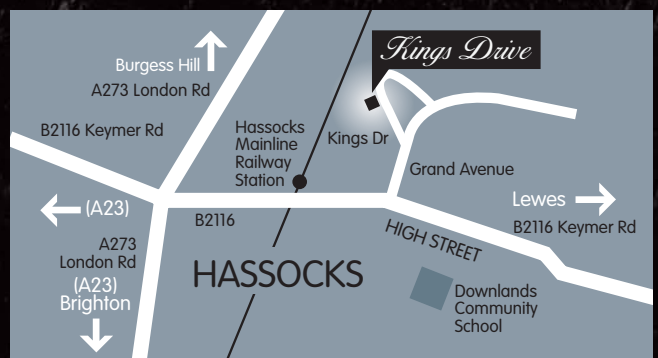 Kings Drive
Burgess Hill
A273 London Rd
B2116 Keymer Rd
Hassocks
Mainline
Railway
Station
Kings Dr
Grand Avenue
(A23)
Lewes
B2116 Keymer Rd
B2116
HIGH STREET
A273
London Rd
(A23)
Brighton
HASSOCKS
Downlands
Community
School